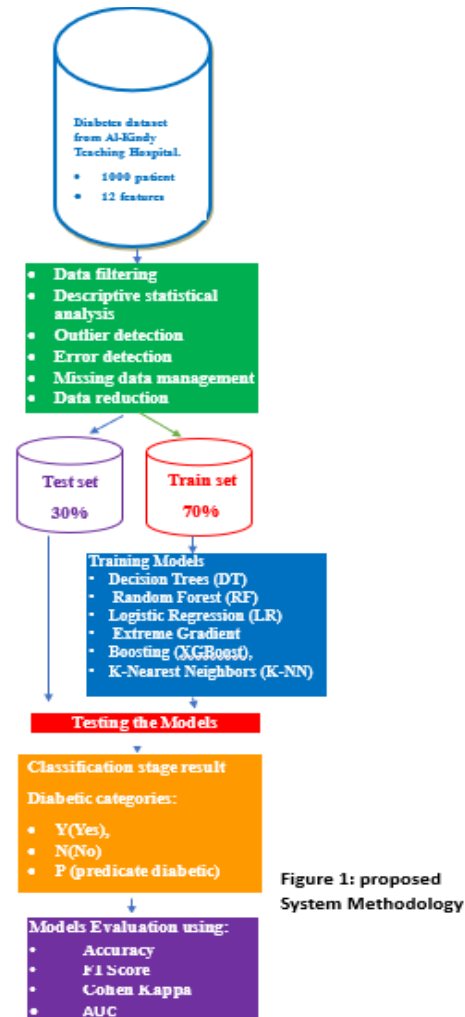 Diabetes dataset
from Al-Kindy
Teaching Hospital.
• 1000 patient
• 12 features
• Data filtering
• Descriptive statistical
analysis
• Outlier detection
• Error detection
• Missing data management
• Data reduction
Test set
30%
Train set
70%
Training Models
• Decision Trees (DT)
• Random Forest (RF)
• Logistic Regression (LR)
• Extreme Gradient
• Boosting (XGBoost),
• K-Nearest Neighbors (K-NN)
Testing the Models
Classification stage result
Diabetic categories:
• Y(Yes),
• N(No)
• P (predicate diabetic)
Figure 1: proposed
System Methodology
Models Evaluation using:
• Accuracy
• F1 Score
• Cohen Kappa
• AUC